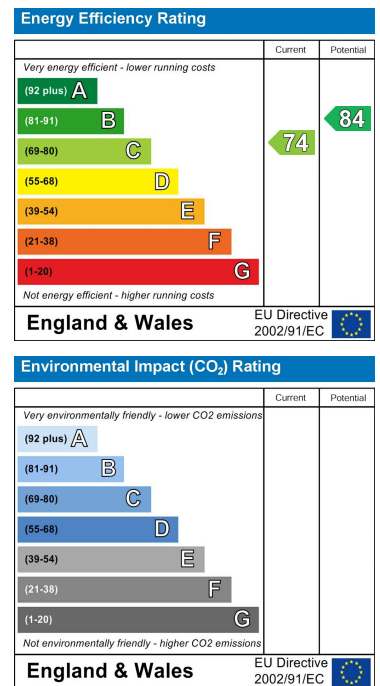 Energy Efficiency Rating
Current Potential
Very energy efficient - lower running costs
(92 plus) A
(81-91) B
84
(69-80) C
74
(55-68) D
(39-54) E
(21-38) F
(1-20) G
Not energy efficient - higher running costs
England & Wales
EU Directive
2002/91/EC
Environmental Impact (CO₂) Rating
Current Potential
Very environmentally friendly - lower CO2 emissions
(92 plus) A
(81-91) B
(69-80) C
(55-68) D
(39-54) E
(21-38) F
(1-20) G
Not environmentally friendly - higher CO2 emissions
England & Wales
EU Directive
2002/91/EC